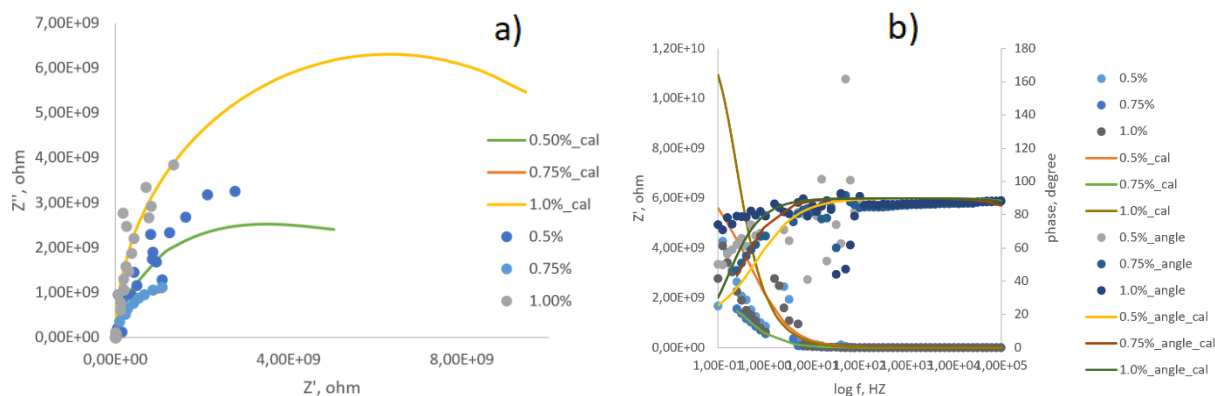 a)
7,00E+09
6,00E+09
5,00E+09
4,00E+09
3,00E+09
2,00E+09
1,00E+09
0,00E+00
Z'', ohm
0,00E+00 4,00E+09 8,00E+09
Z', ohm
0.50%_cal
0.75%_cal
1.0%_cal
0.5%
0.75%
1.00%
b)
1,20E+10
1,00E+10
8,00E+09
6,00E+09
4,00E+09
2,00E+09
0,00E+00
Z', ohm
1,00E-01 1,00E+00 1,00E+01 1,00E+02 1,00E+03 1,00E+04 1,00E+05
log f, HZ
180
160
140
120
100
80
60
40
20
0
phase, degree
0.5%
0.75%
1.0%
0.5%_cal
0.75%_cal
1.0%_cal
0.5%_angle
0.75%_angle
1.0%_angle
0.5%_angle_cal
0.75%_angle_cal
1.0%_angle_cal